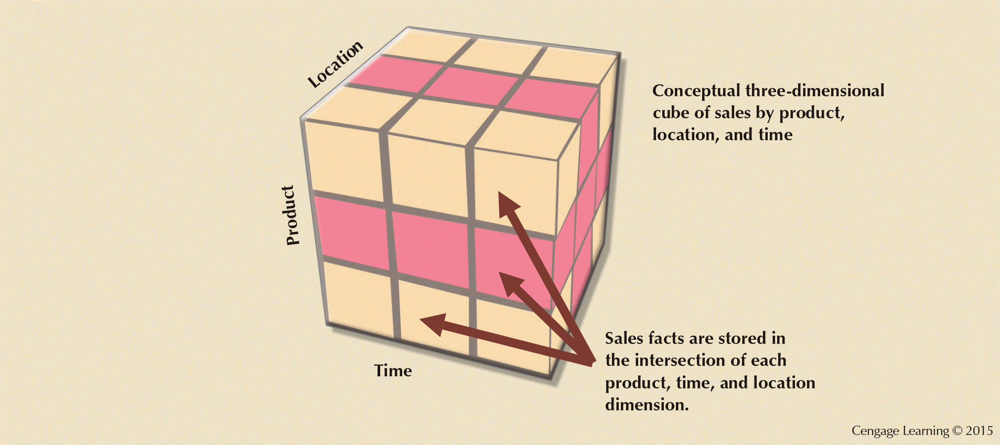 Location
Conceptual three-dimensional
cube of sales by product,
location, and time
Product
Time
Sales facts are stored in
the intersection of each
product, time, and location
dimension.
Cengage Learning © 2015